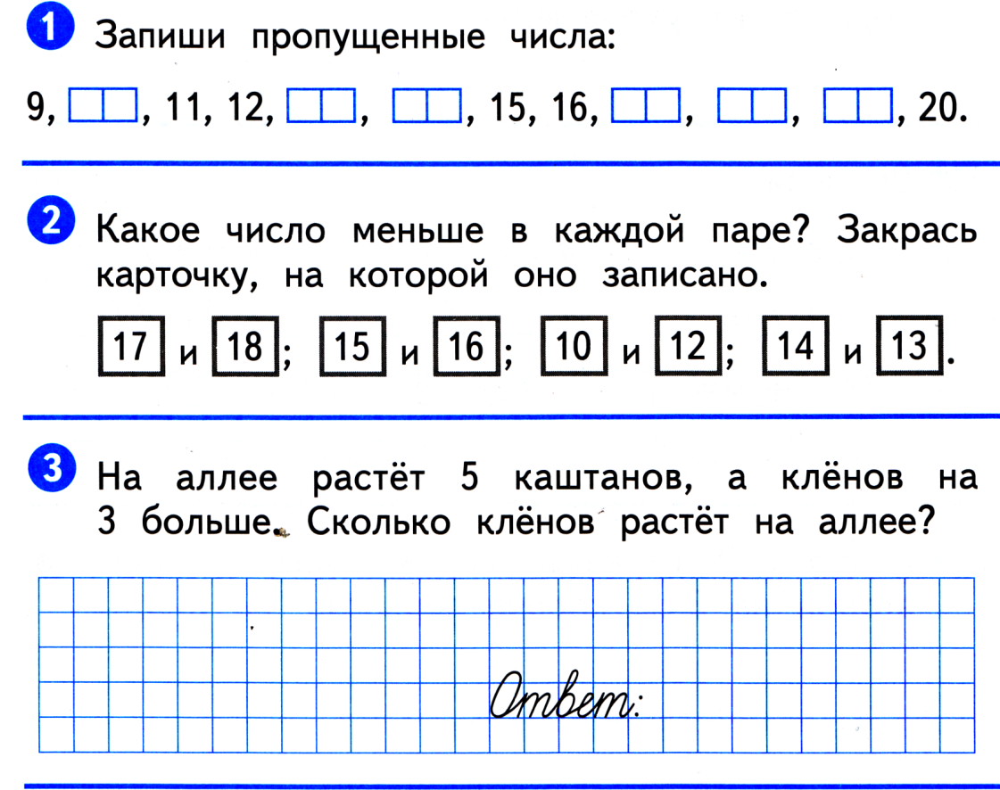 1 Запиши пропущенные числа:
9, , 11, 12, , , 15, 16, , , , 20.
2 Какое число меньше в каждой паре? Закрась
карточку, на которой оно записано.
17 и 18; 15 и 16; 10 и 12; 14 и 13.
3 На аллее растёт 5 каштанов, а клёнов на
3 больше. Сколько клёнов растёт на аллее?
Ответ: